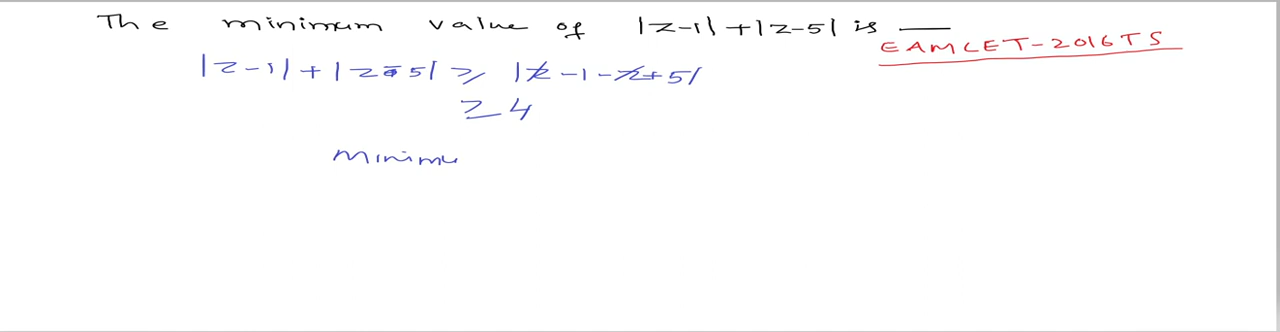 The minimum value of |z-1|+|z-5| is ___
EAMCET-2016TS
|z-1|+|z-5| ≥ |z-1-z+5|
≥ 4
minimu